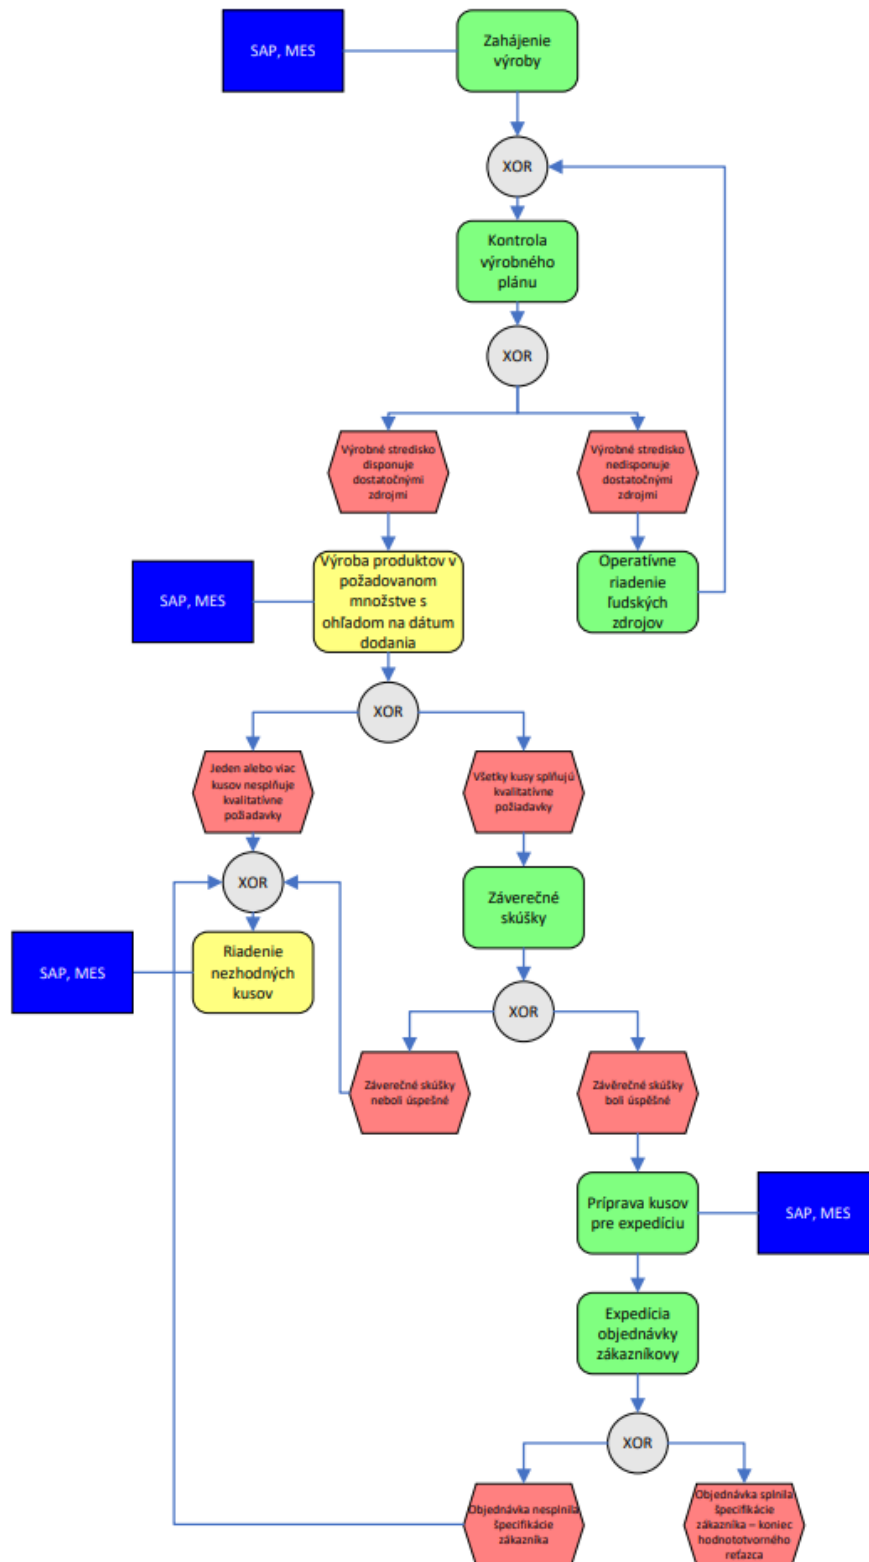 SAP, MES
Zahájenie
výroby
XOR
Kontrola
výrobného
plánu
XOR
Výrobné stredisko
disponuje
dostatočnými
zdrojmi
Výrobné stredisko
nedisponuje
dostatočnými
zdrojmi
SAP, MES
Výroba produktov v
požadovanom
množstve s
ohľadom na dátum
dodania
Operatívne
riadenie
ľudských
zdrojov
XOR
Jeden alebo viac
kusov nesplňuje
kvalitatívne
požiadavky
Všetky kusy splňujú
kvalitatívne
požiadavky
XOR
Záverečné
skúšky
SAP, MES
Riadenie
nezhodných
kusov
XOR
Záverečné skúšky
neboli úspešné
Závěrečné skúšky
boli úspěšné
Príprava kusov
pre expedíciu
SAP, MES
Expedícia
objednávky
zákazníkovy
XOR
Objednávka nesplnila
špecifikácie
zákazníka
Objednávka splnila
špecifikácie
zákazníka – koniec
hodnototvorného
reťazca